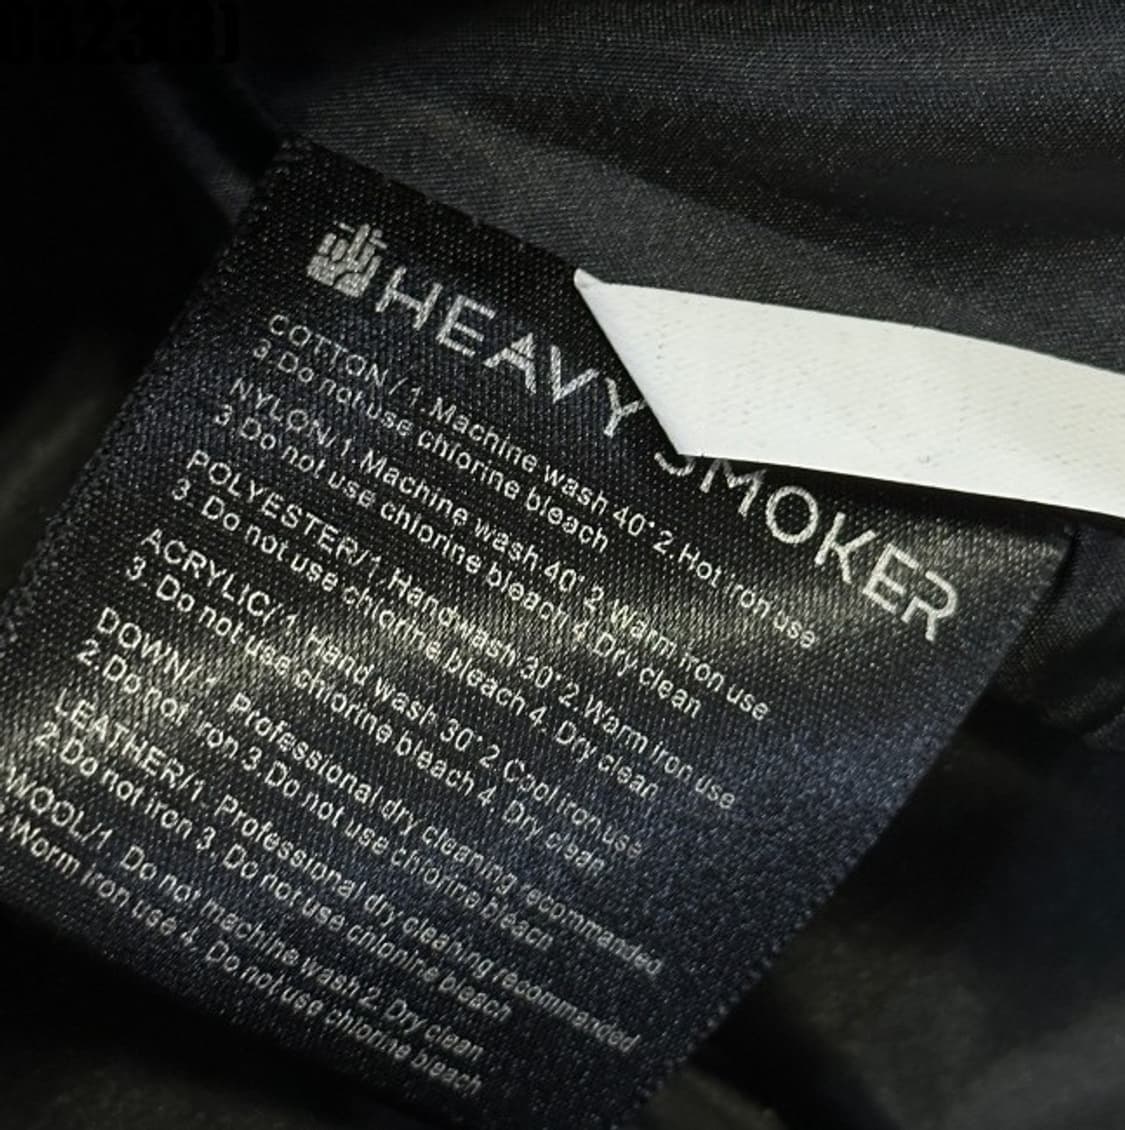 0323(3)
HEAVY SMOKER
COTTON / 1.Machine wash 40° 2.Hot iron use
3.Do not use chlorine bleach
NYLON/1.Machine wash 40° 2.Warm iron use
3.Do not use chlorine bleach 4.Dry clean
POLYESTER/1.Hand wash 30° 2.Warm iron use
3. Do not use chlorine bleach 4. Dry clean
ACRYLIC/1. Hand wash 30° 2. Cool iron use
3. Do not use chlorine bleach 4. Dry clean
DOWN/1. Professional dry cleaning recommanded
2.Do not iron 3.Do not use chlorine bleach
LEATHER/1. Professional dry cleaning recommanded
2.Do not iron 3. Do not use chlorine bleach
WOOL/1. Do not machine wash 2. Dry clean
Worm iron use 4. Do not use chlorine bleach